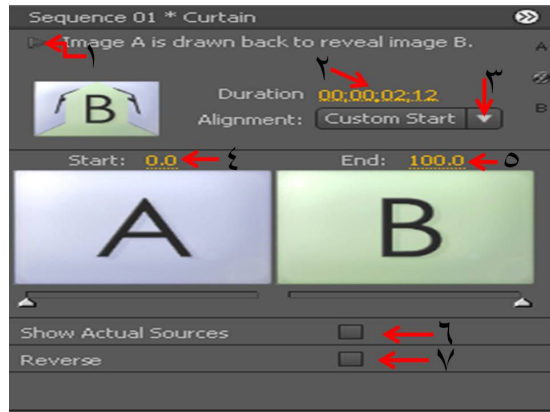 Sequence 01 * Curtain
Image A is drawn back to reveal image B.
A
١
B
٢
Duration 00;00;02;12
٣
B
Alignment: Custom Start
Start: 0.0 ٤ End: 100.0 ٥
A B
Show Actual Sources ٦
Reverse ٧